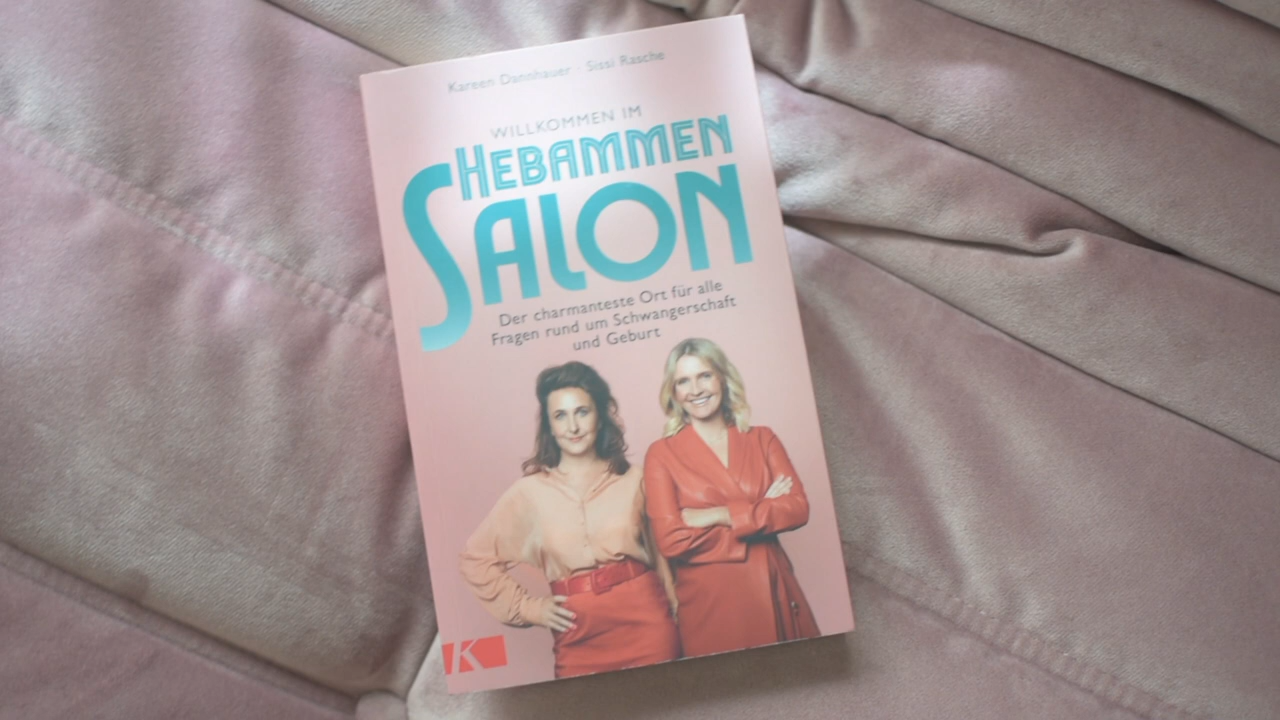 Kareen Dannhauer · Sissi Rasche
WILLKOMMEN IM
HEBAMMEN
SALON
Der charmanteste Ort für alle
Fragen rund um Schwangerschaft
und Geburt
K